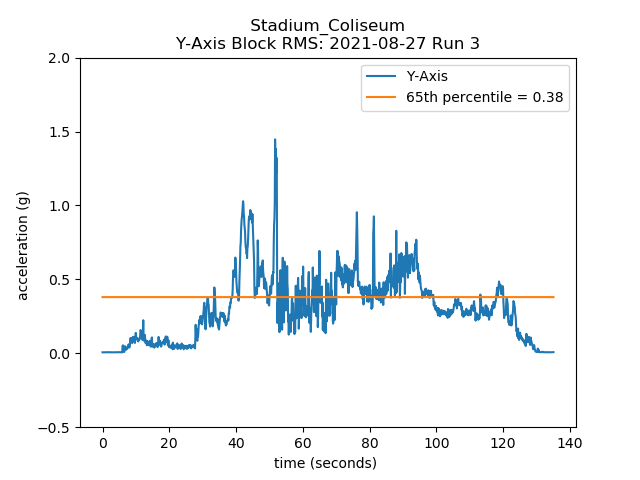 Stadium_Coliseum
Y-Axis Block RMS: 2021-08-27 Run 3
Y-Axis
65th percentile = 0.38
acceleration (g)
2.0
1.5
1.0
0.5
0.0
−0.5
0 20 40 60 80 100 120 140
time (seconds)